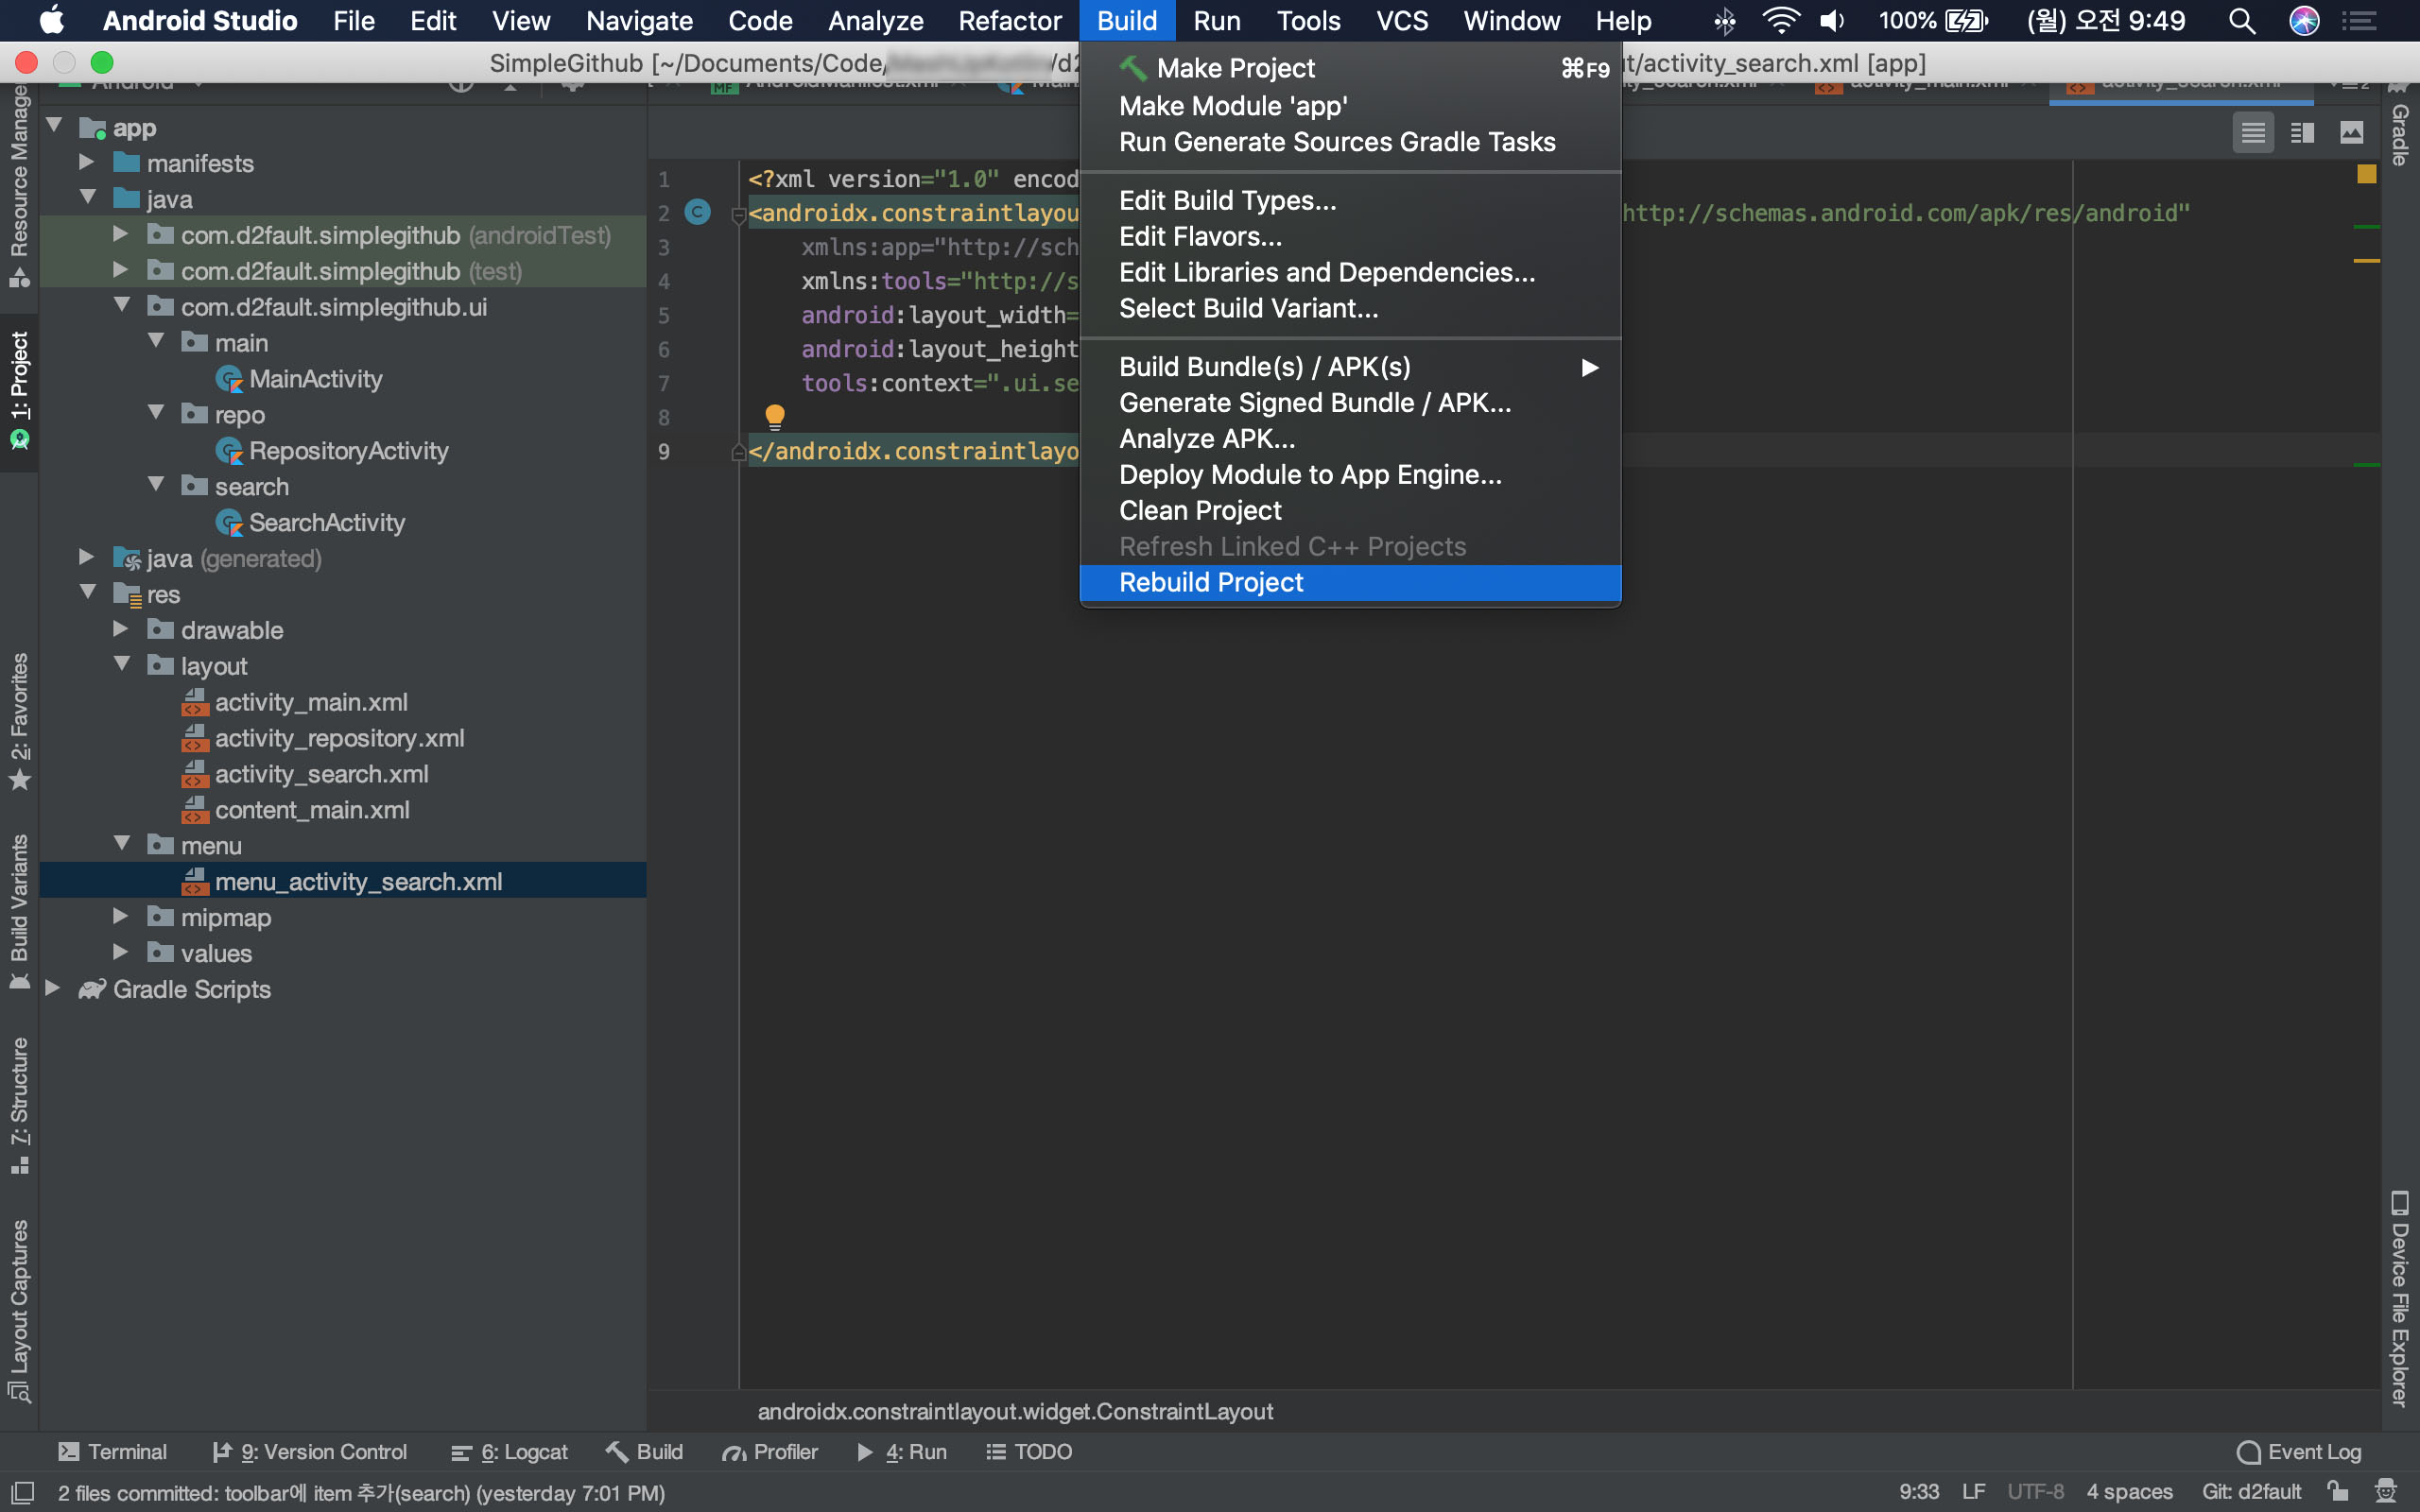 Android Studio File Edit View Navigate Code Analyze Refactor Build Run Tools VCS Window Help 100% (월) 오전 9:49
SimpleGithub [~/Documents/Code/ /d2 t/activity_search.xml [app]
Make Project ⌘F9
Make Module 'app'
Run Generate Sources Gradle Tasks
Edit Build Types...
Edit Flavors...
Edit Libraries and Dependencies...
Select Build Variant...
Build Bundle(s) / APK(s)
Generate Signed Bundle / APK...
Analyze APK...
Deploy Module to App Engine...
Clean Project
Refresh Linked C++ Projects
Rebuild Project
Resource Manage
1: Project
2: Favorites
Build Variants
7: Structure
Layout Captures
app
manifests
java
com.d2fault.simplegithub (androidTest)
com.d2fault.simplegithub (test)
com.d2fault.simplegithub.ui
main
MainActivity
repo
RepositoryActivity
search
SearchActivity
java (generated)
res
drawable
layout
activity_main.xml
activity_repository.xml
activity_search.xml
content_main.xml
menu
menu_activity_search.xml
mipmap
values
Gradle Scripts
1 <?xml version="1.0" encod
2 <androidx.constraintlayou http://schemas.android.com/apk/res/android"
3 xmlns:app="http://sch
4 xmlns:tools="http://s
5 android:layout_width=
6 android:layout_height
7 tools:context=".ui.se
8
9 </androidx.constraintlayo
Gradle
Device File Explorer
androidx.constraintlayout.widget.ConstraintLayout
Terminal 9: Version Control 6: Logcat Build Profiler 4: Run TODO Event Log
2 files committed: toolbar에 item 추가(search) (yesterday 7:01 PM) 9:33 LF UTF-8 4 spaces Git: d2fault